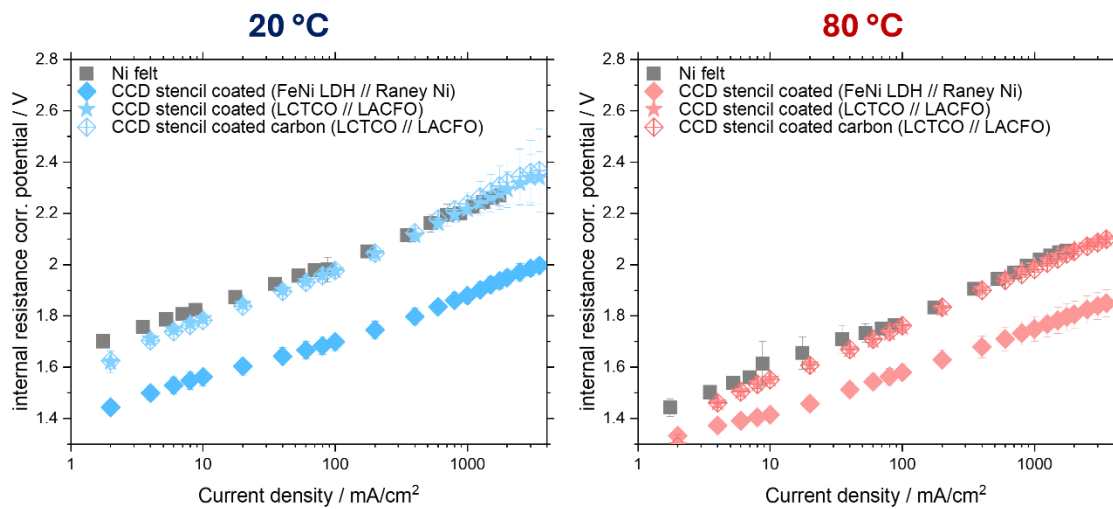 20 °C
2.8
2.6
2.4
2.2
2
1.8
1.6
1.4
internal resistance corr. potential / V
Ni felt
CCD stencil coated (FeNi LDH // Raney Ni)
CCD stencil coated (LCTCO // LACFO)
CCD stencil coated carbon (LCTCO // LACFO)
1
10
100
1000
Current density / mA/cm²
80 °C
2.8
2.6
2.4
2.2
2
1.8
1.6
1.4
internal resistance corr. potential / V
Ni felt
CCD stencil coated (FeNi LDH // Raney Ni)
CCD stencil coated (LCTCO // LACFO)
CCD stencil coated carbon (LCTCO // LACFO)
1
10
100
1000
Current density / mA/cm²